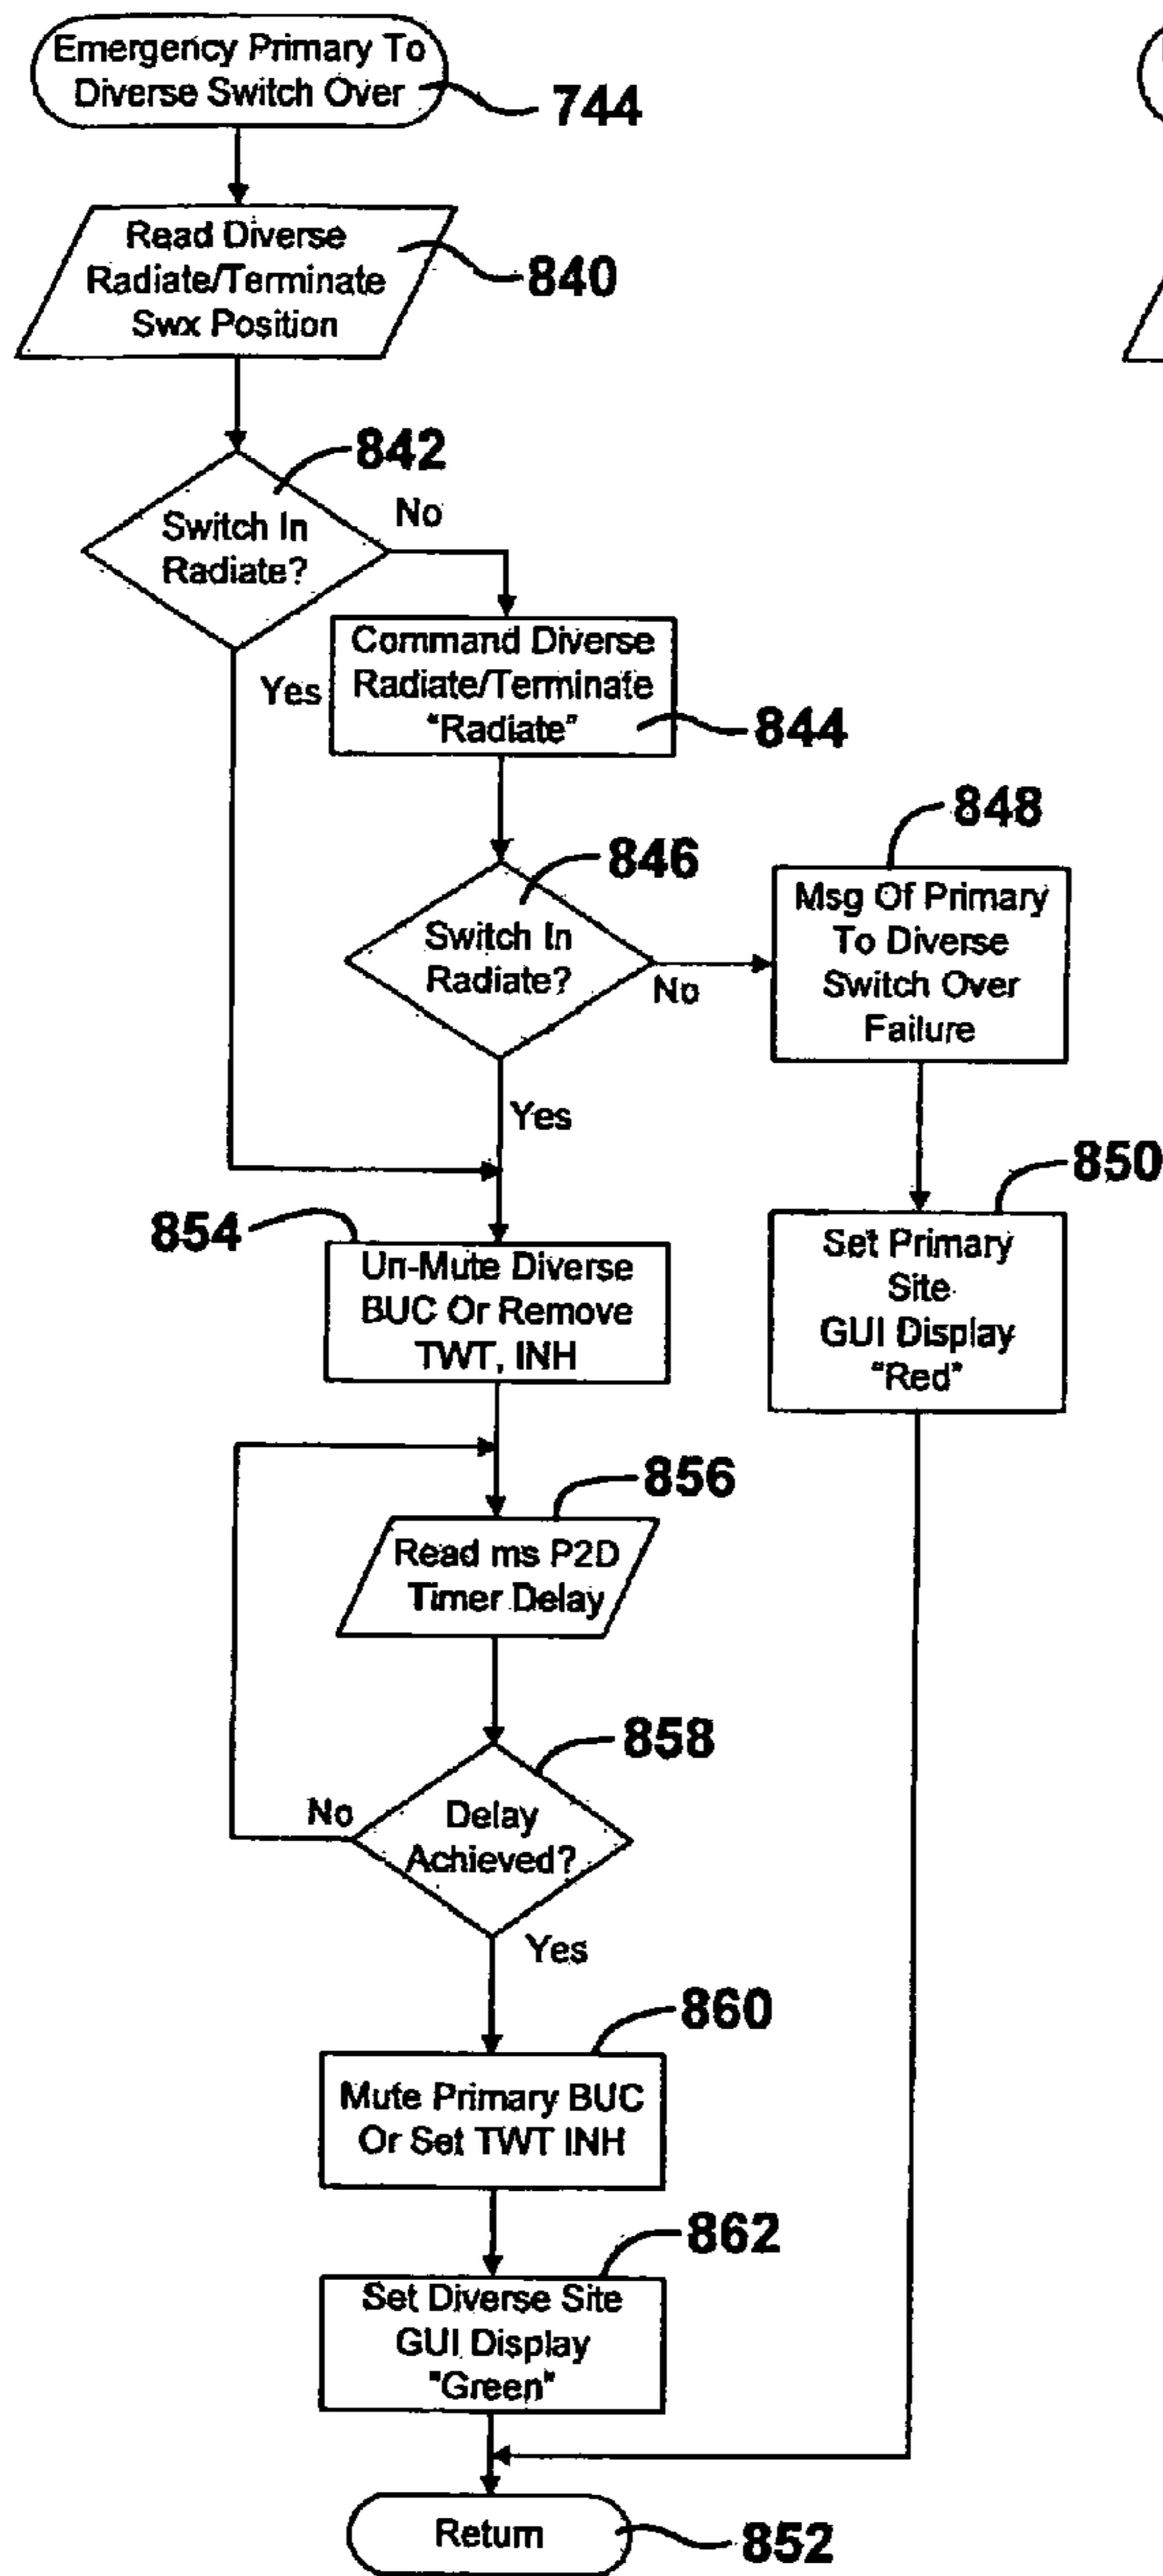 Emergency Primary To
Diverse Switch Over
744
Read Diverse
Radiate/Terminate
Swx Position
840
842
Switch In
Radiate?
No
Yes
Command Diverse
Radiate/Terminate
"Radiate"
844
846
Switch In
Radiate?
No
Yes
848
Msg Of Primary
To Diverse
Switch Over
Failure
850
Set Primary
Site
GUI Display
"Red"
854
Un-Mute Diverse
BUC Or Remove
TWT, INH
856
Read ms P2D
Timer Delay
858
Delay
Achieved?
No
Yes
860
Mute Primary BUC
Or Set TWT INH
862
Set Diverse Site
GUI Display
"Green"
Return
852